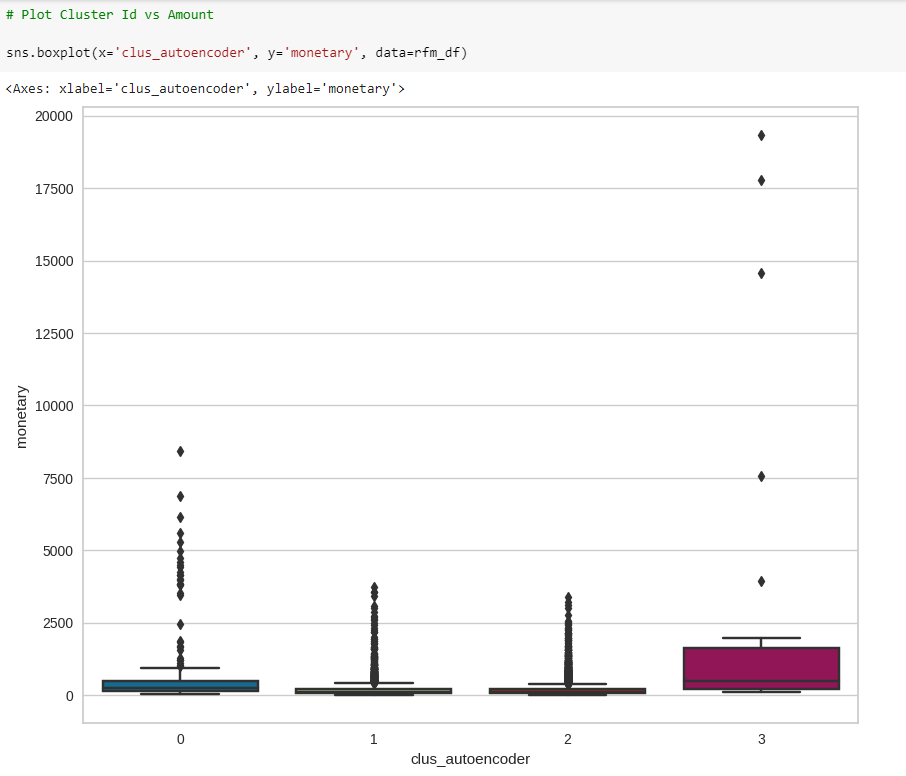 # Plot Cluster Id vs Amount
sns.boxplot(x='clus_autoencoder', y='monetary', data=rfm_df)
<Axes: xlabel='clus_autoencoder', ylabel='monetary'>
20000
17500
15000
12500
10000
7500
5000
2500
0
monetary
0 1 2 3
clus_autoencoder